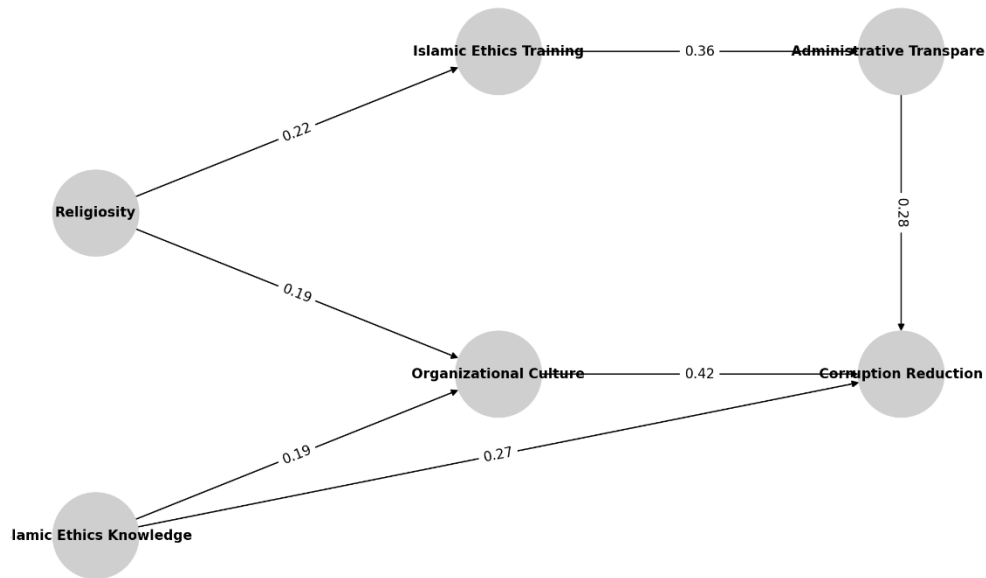 Islamic Ethics Training
0.36
Administrative Transpare
0.22
0.28
Religiosity
0.19
Organizational Culture
0.42
Corruption Reduction
0.19
0.27
lamic Ethics Knowledge